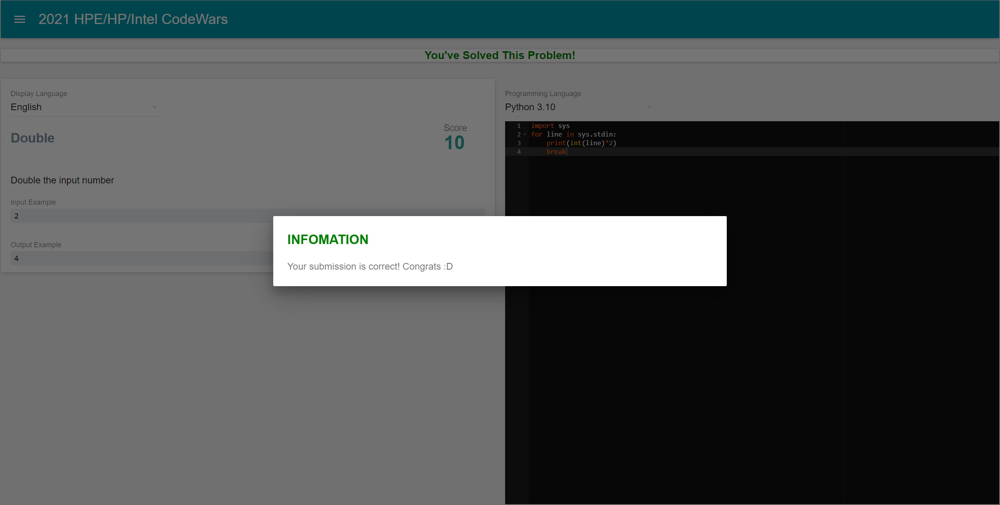 2021 HPE/HP/Intel CodeWars
You've Solved This Problem!
Display Language
English
Double
Score
10
Double the input number
Input Example
2
Output Example
4
Programming Language
Python 3.10
1 import sys
2 for line in sys.stdin:
3     print(int(line)*2)
4     break
INFOMATION
Your submission is correct! Congrats :D